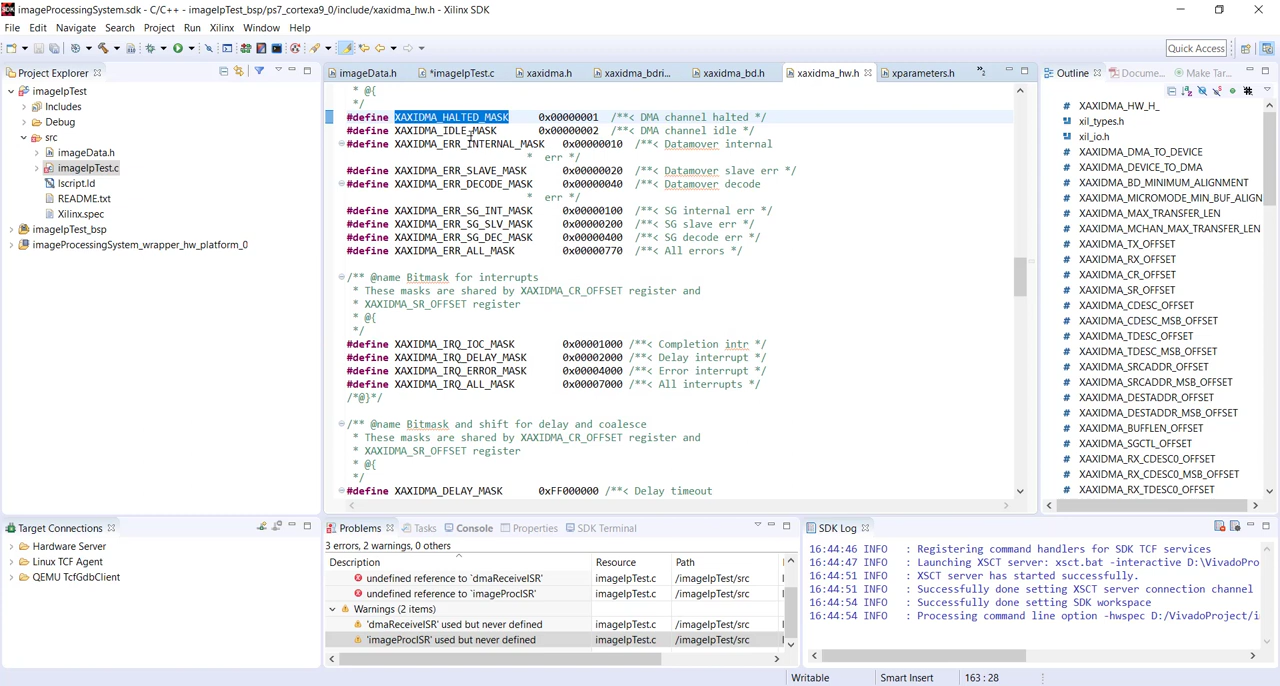 SDK imageProcessingSystem.sdk - C/C++ - imageIpTest_bsp/ps7_cortexa9_0/include/xaxidma_hw.h - Xilinx SDK
File Edit Navigate Search Project Run Xilinx Window Help
Quick Access
Project Explorer
imageIpTest
Includes
Debug
src
imageData.h
imageIpTest.c
lscript.ld
README.txt
Xilinx.spec
imageIpTest_bsp
imageProcessingSystem_wrapper_hw_platform_0
imageData.h *imageIpTest.c xaxidma.h xaxidma_bdri... xaxidma_bd.h xaxidma_hw.h xparameters.h »2
* @{
*/
#define XAXIDMA_HALTED_MASK 0x00000001 /**< DMA channel halted */
#define XAXIDMA_IDLE_MASK 0x00000002 /**< DMA channel idle */
#define XAXIDMA_ERR_INTERNAL_MASK 0x00000010 /**< Datamover internal
* err */
#define XAXIDMA_ERR_SLAVE_MASK 0x00000020 /**< Datamover slave err */
#define XAXIDMA_ERR_DECODE_MASK 0x00000040 /**< Datamover decode
* err */
#define XAXIDMA_ERR_SG_INT_MASK 0x00000100 /**< SG internal err */
#define XAXIDMA_ERR_SG_SLV_MASK 0x00000200 /**< SG slave err */
#define XAXIDMA_ERR_SG_DEC_MASK 0x00000400 /**< SG decode err */
#define XAXIDMA_ERR_ALL_MASK 0x00000770 /**< All errors */
/** @name Bitmask for interrupts
* These masks are shared by XAXIDMA_CR_OFFSET register and
* XAXIDMA_SR_OFFSET register
* @{
*/
#define XAXIDMA_IRQ_IOC_MASK 0x00001000 /**< Completion intr */
#define XAXIDMA_IRQ_DELAY_MASK 0x00002000 /**< Delay interrupt */
#define XAXIDMA_IRQ_ERROR_MASK 0x00004000 /**< Error interrupt */
#define XAXIDMA_IRQ_ALL_MASK 0x00007000 /**< All interrupts */
/*@}*/
/** @name Bitmask and shift for delay and coalesce
* These masks are shared by XAXIDMA_CR_OFFSET register and
* XAXIDMA_SR_OFFSET register
* @{
*/
#define XAXIDMA_DELAY_MASK 0xFF000000 /**< Delay timeout
Outline Docume... Make Tar...
# XAXIDMA_HW_H_
xil_types.h
xil_io.h
# XAXIDMA_DMA_TO_DEVICE
# XAXIDMA_DEVICE_TO_DMA
# XAXIDMA_BD_MINIMUM_ALIGNMENT
# XAXIDMA_MICROMODE_MIN_BUF_ALIGN
# XAXIDMA_MAX_TRANSFER_LEN
# XAXIDMA_MCHAN_MAX_TRANSFER_LEN
# XAXIDMA_TX_OFFSET
# XAXIDMA_RX_OFFSET
# XAXIDMA_CR_OFFSET
# XAXIDMA_SR_OFFSET
# XAXIDMA_CDESC_OFFSET
# XAXIDMA_CDESC_MSB_OFFSET
# XAXIDMA_TDESC_OFFSET
# XAXIDMA_TDESC_MSB_OFFSET
# XAXIDMA_SRCADDR_OFFSET
# XAXIDMA_SRCADDR_MSB_OFFSET
# XAXIDMA_DESTADDR_OFFSET
# XAXIDMA_DESTADDR_MSB_OFFSET
# XAXIDMA_BUFFLEN_OFFSET
# XAXIDMA_SGCTL_OFFSET
# XAXIDMA_RX_CDESC0_OFFSET
# XAXIDMA_RX_CDESC0_MSB_OFFSET
# XAXIDMA_RX_TDESC0_OFFSET
Target Connections
Hardware Server
Linux TCF Agent
QEMU TcfGdbClient
Problems Tasks Console Properties SDK Terminal
3 errors, 2 warnings, 0 others
Description Resource Path
undefined reference to `dmaReceiveISR' imageIpTest.c /imageIpTest/src
undefined reference to `imageProcISR' imageIpTest.c /imageIpTest/src
Warnings (2 items)
'dmaReceiveISR' used but never defined imageIpTest.c /imageIpTest/src
'imageProcISR' used but never defined imageIpTest.c /imageIpTest/src
SDK Log
16:44:46 INFO : Registering command handlers for SDK TCF services
16:44:47 INFO : Launching XSCT server: xsct.bat -interactive D:\VivadoPro
16:44:51 INFO : XSCT server has started successfully.
16:44:51 INFO : Successfully done setting XSCT server connection channel
16:44:54 INFO : Successfully done setting SDK workspace
16:44:54 INFO : Processing command line option -hwspec D:/VivadoProject/i
Writable Smart Insert 163 : 28